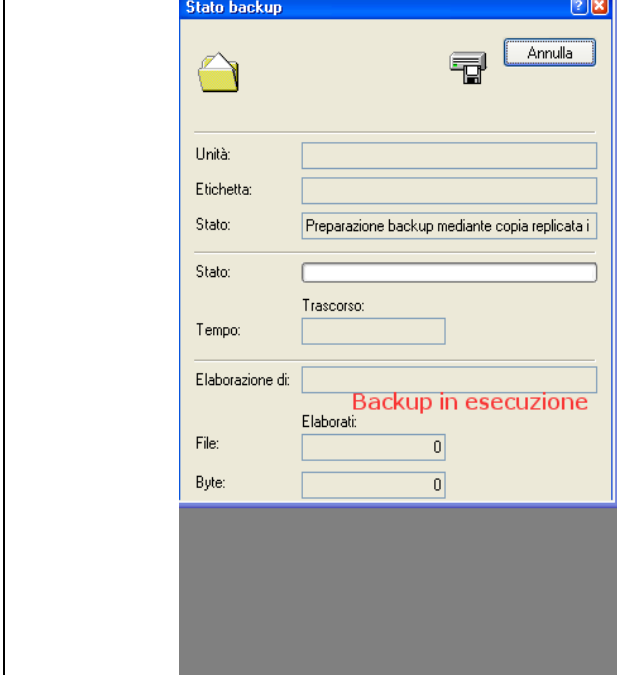 Stato backup
Annulla
Unità:
Etichetta:
Stato: Preparazione backup mediante copia replicata i
Stato:
Trascorso:
Tempo:
Elaborazione di:
Backup in esecuzione
Elaborati:
File: 0
Byte: 0